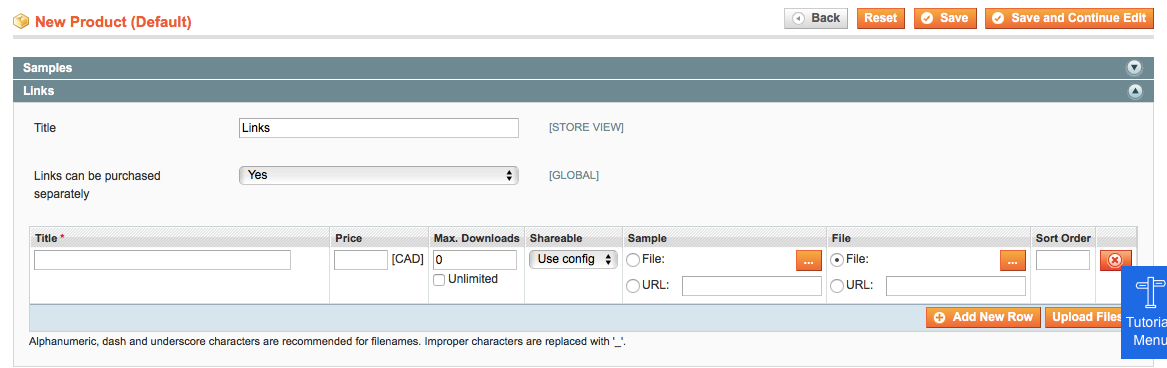 New Product (Default)
Back
Reset
Save
Save and Continue Edit
Samples
Links
Title
Links
[STORE VIEW]
Links can be purchased
separately
Yes
[GLOBAL]
Title *
Price
Max. Downloads
Shareable
Sample
File
Sort Order
[CAD]
0
Use config
File:
...
File:
...
Unlimited
URL:
URL:
Add New Row
Upload Files
Tutoria
Menu
Alphanumeric, dash and underscore characters are recommended for filenames. Improper characters are replaced with '_'.